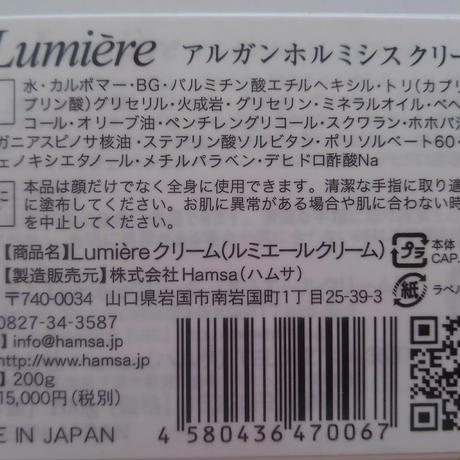 Lumière アルガンホルミシスクリー
水・カルボマー・BG・パルミチン酸エチルヘキシル・トリ(カプリ
プリン酸)グリセリル・火成岩・グリセリン・ミネラルオイル・ベヘ
コール・オリーブ油・ペンチレングリコール・スクワラン・ホホバ油
ガニアスピノサ核油・ステアリン酸ソルビタン・ポリソルベート60・
ェノキシエタノール・メチルパラベン・デヒドロ酢酸Na
本品は顔だけでなく全身に使用できます。清潔な手指に取り適
に塗布してください。お肌に異常がある場合や肌に合わない時
を中止してください。
【商品名】Lumièreクリーム(ルミエールクリーム)
【製造販売元】株式会社Hamsa(ハムサ)
〒740-0034 山口県岩国市南岩国町1丁目25-39-3
0827-34-3587
】info@hamsa.jp
http://www.hamsa.jp
】200g
15,000円(税別)
E IN JAPAN
プラ
本体
CAP.
紙
ラベ
4 580436 470067